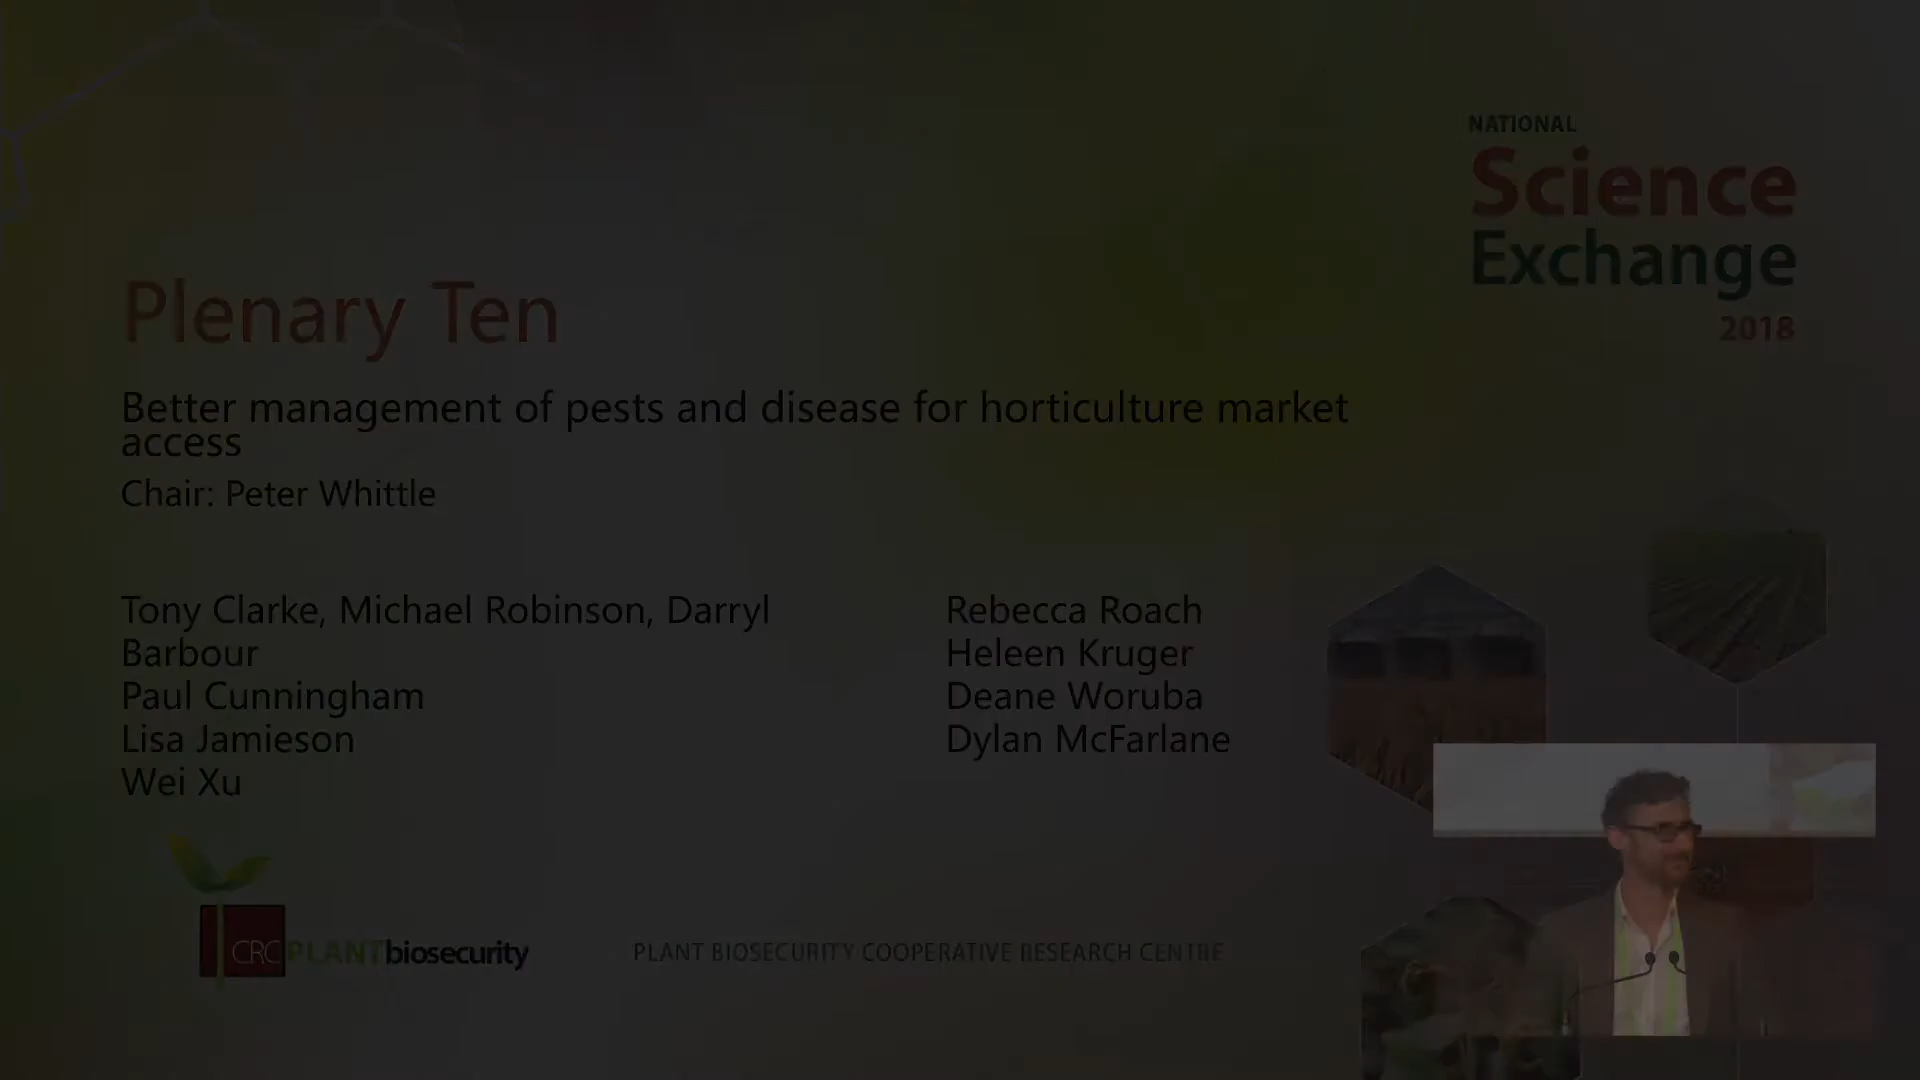 NATIONAL
Science
Exchange
2018
Plenary Ten
Better management of pests and disease for horticulture market
access
Chair: Peter Whittle
Tony Clarke, Michael Robinson, Darryl
Barbour
Paul Cunningham
Lisa Jamieson
Wei Xu
Rebecca Roach
Heleen Kruger
Deane Woruba
Dylan McFarlane
CRC PLANTbiosecurity
PLANT BIOSECURITY COOPERATIVE RESEARCH CENTRE